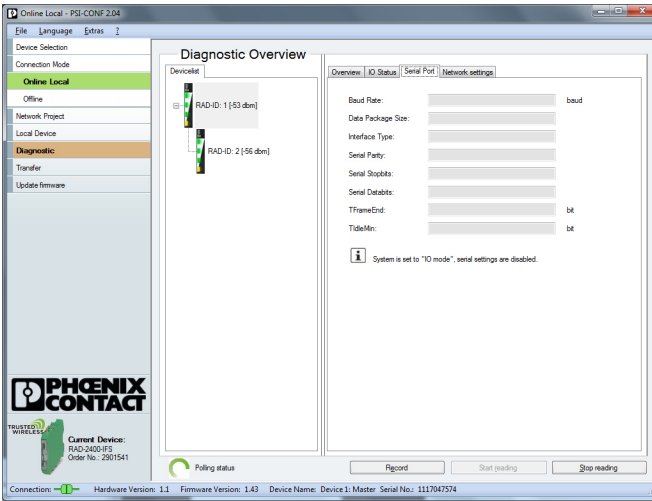 Online Local - PSI-CONF 2.04
File Language Extras ?
Device Selection
Connection Mode
Online Local
Offline
Network Project
Local Device
Diagnostic
Transfer
Update firmware
PHŒNIX
CONTACT
TRUSTED
WIRELESS
Current Device:
RAD-2400-IFS
Order No.: 2901541
Diagnostic Overview
Devicelist
RAD-ID: 1 [-53 dbm]
RAD-ID: 2 [-56 dbm]
Overview IO Status Serial Port Network settings
Baud Rate: baud
Data Package Size:
Interface Type:
Serial Parity:
Serial Stopbits:
Serial Databits:
TFrameEnd: bit
TIdleMin: bit
System is set to "IO mode", serial settings are disabled.
Polling status
Record Start reading Stop reading
Connection: Hardware Version: 1.1 Firmware Version: 1.43 Device Name: Device 1: Master Serial No.: 1117047574